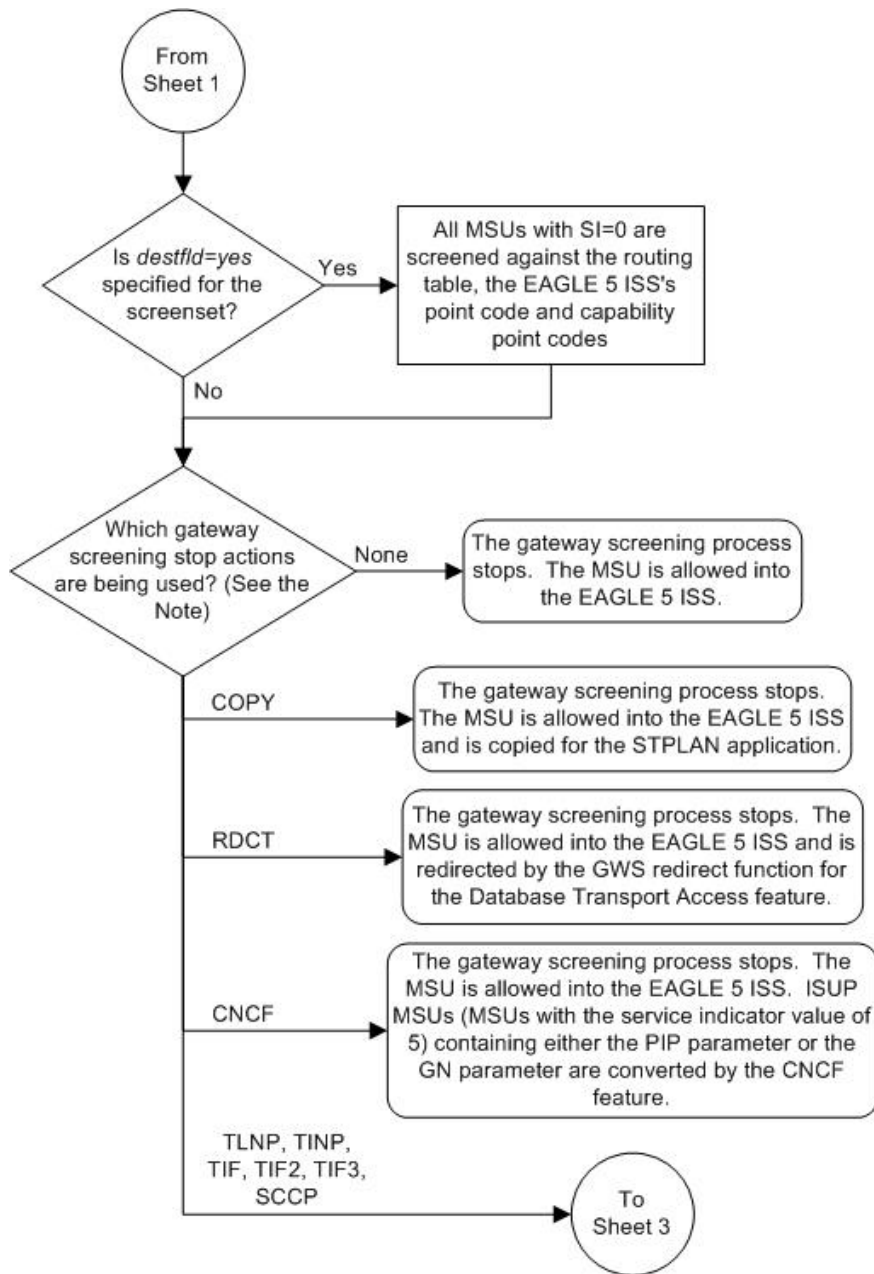 From
Sheet 1
Is destfld=yes
specified for the
screenset?
Yes
All MSUs with SI=0 are
screened against the routing
table, the EAGLE 5 ISS's
point code and capability
point codes
No
Which gateway
screening stop actions
are being used? (See the
Note)
None
The gateway screening process
stops.  The MSU is allowed into
the EAGLE 5 ISS.
COPY
The gateway screening process stops.
The MSU is allowed into the EAGLE 5 ISS
and is copied for the STPLAN application.
RDCT
The gateway screening process stops.  The
MSU is allowed into the EAGLE 5 ISS and is
redirected by the GWS redirect function for
the Database Transport Access feature.
CNCF
The gateway screening process stops.  The
MSU is allowed into the EAGLE 5 ISS.  ISUP
MSUs (MSUs with the service indicator value of
5) containing either the PIP parameter or the
GN parameter are converted by the CNCF
feature.
TLNP, TINP,
TIF, TIF2, TIF3,
SCCP
To
Sheet 3